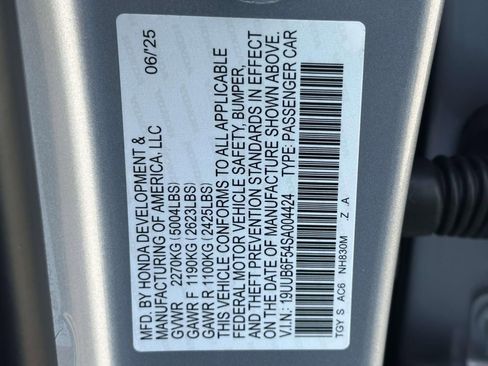 MFD. BY HONDA DEVELOPMENT & 06/'25
MANUFACTURING OF AMERICA, LLC
GVWR 2270KG (5004LBS)
GAWR F 1190KG (2623LBS)
GAWR R 1100KG (2425LBS)
THIS VEHICLE CONFORMS TO ALL APPLICABLE
FEDERAL MOTOR VEHICLE SAFETY, BUMPER,
AND THEFT PREVENTION STANDARDS IN EFFECT
ON THE DATE OF MANUFACTURE SHOWN ABOVE.
V.I.N.: 19UUB6F54SA004424 TYPE: PASSENGER CAR
TGY S AC6 NH830M .Z .A